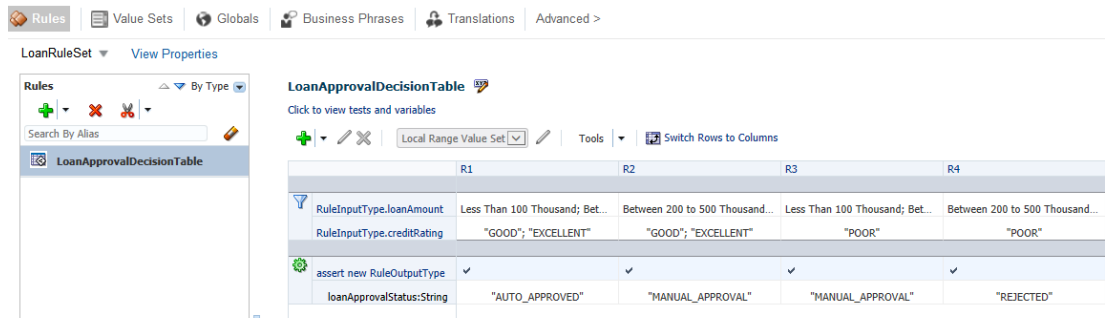 Rules Value Sets Globals Business Phrases Translations Advanced >
LoanRuleSet View Properties
Rules By Type
Search By Alias
LoanApprovalDecisionTable
LoanApprovalDecisionTable
Click to view tests and variables
Local Range Value Set Tools Switch Rows to Columns
R1 R2 R3 R4
RuleInputType.loanAmount Less Than 100 Thousand; Bet... Between 200 to 500 Thousand... Less Than 100 Thousand; Bet... Between 200 to 500 Thousand...
RuleInputType.creditRating "GOOD"; "EXCELLENT" "GOOD"; "EXCELLENT" "POOR" "POOR"
assert new RuleOutputType
loanApprovalStatus:String "AUTO_APPROVED" "MANUAL_APPROVAL" "MANUAL_APPROVAL" "REJECTED"